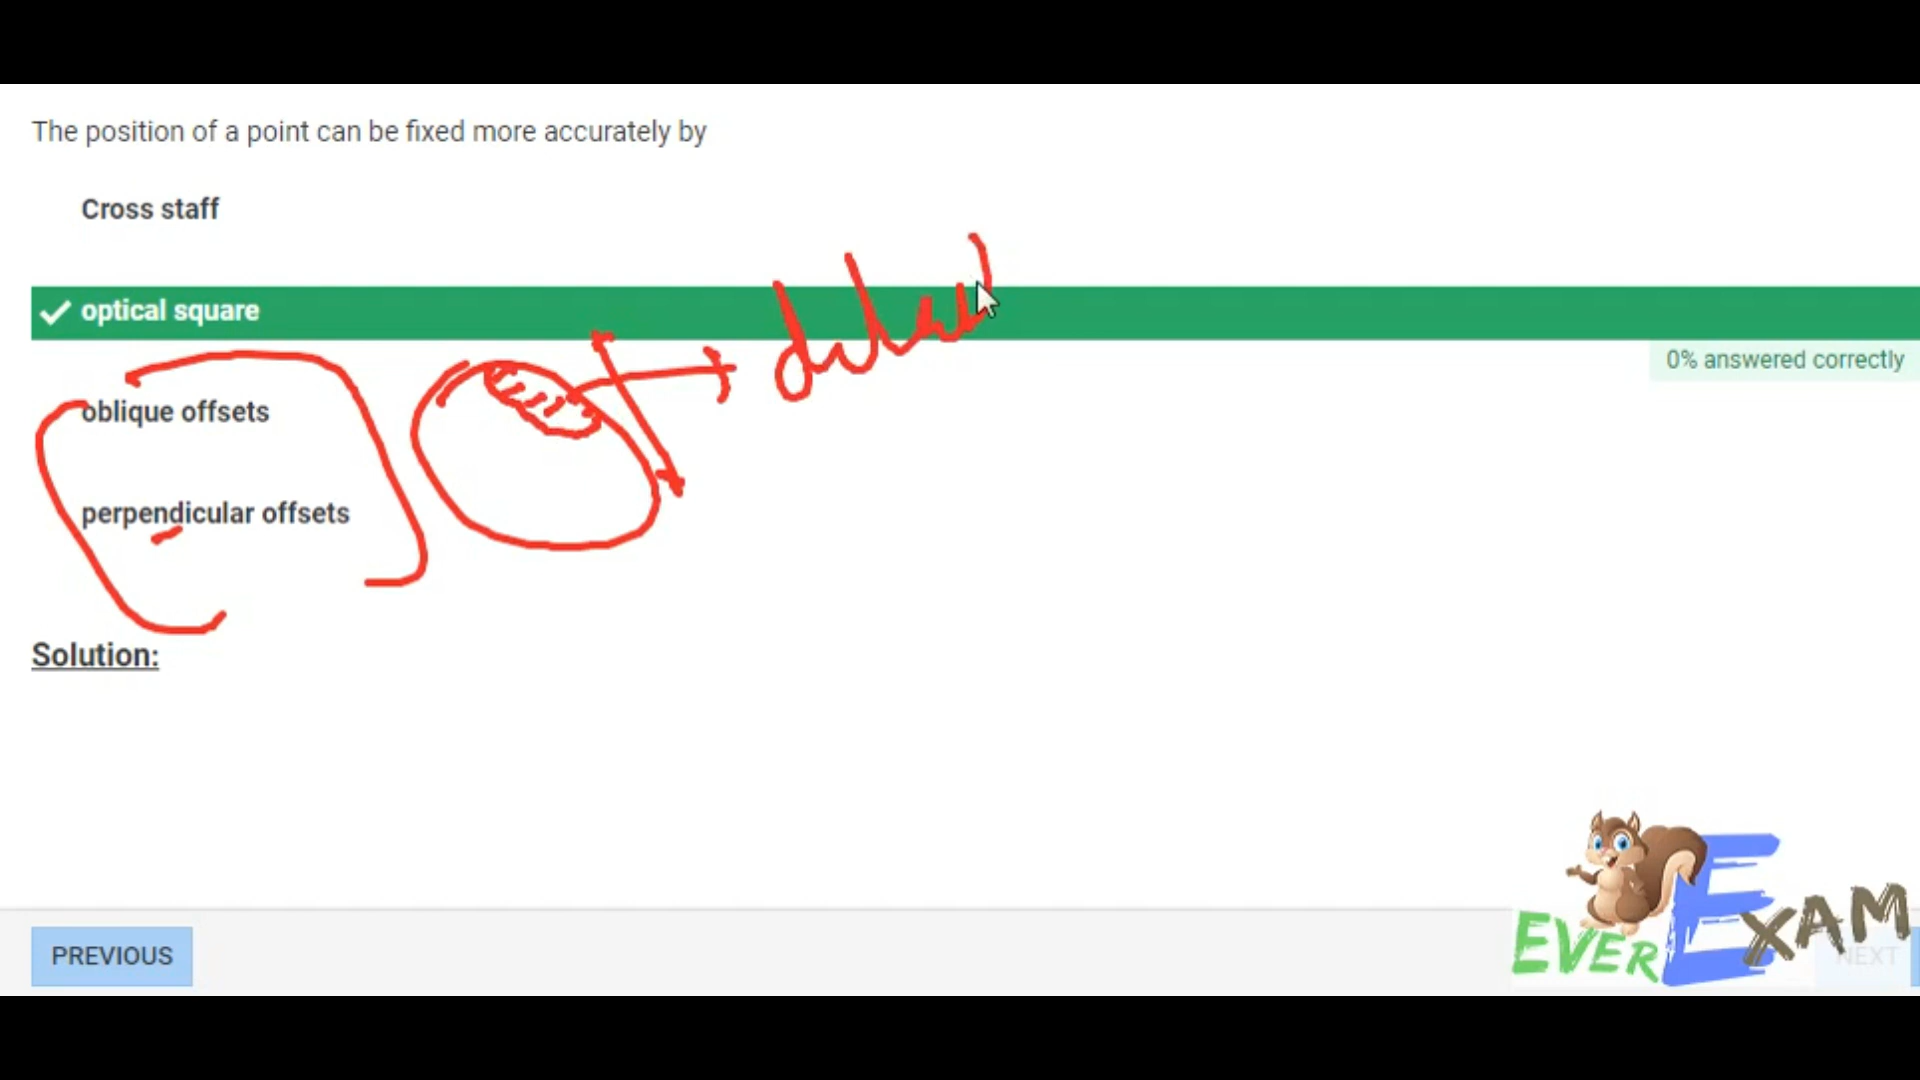 The position of a point can be fixed more accurately by
Cross staff
optical square
0% answered correctly
oblique offsets
perpendicular offsets
Solution:
PREVIOUS
EVER EXAM
NEXT